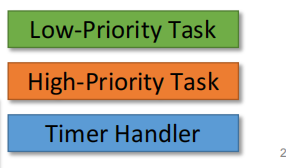 Low-Priority Task
High-Priority Task
Timer Handler
2